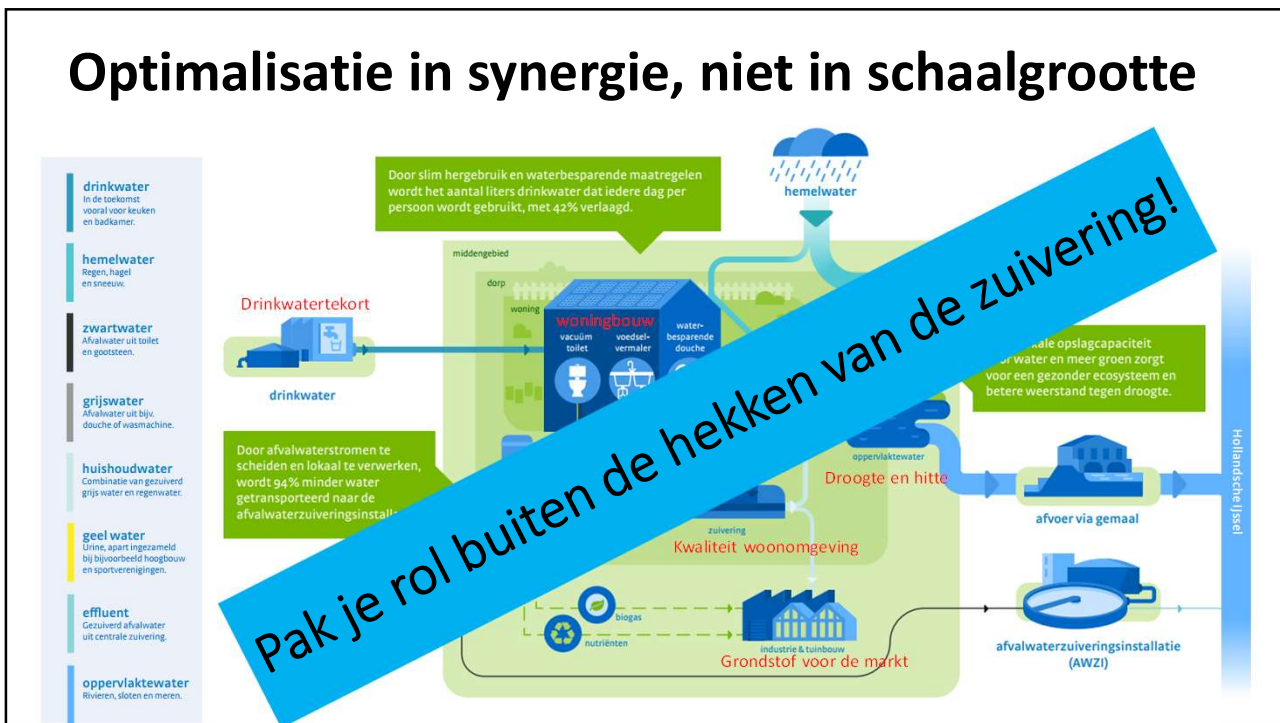 Optimalisatie in synergie, niet in schaalgrootte
drinkwater
In de toekomst
vooral voor keuken
en badkamer.
hemelwater
Regen, hagel
en sneeuw.
zwartwater
Afvalwater uit toilet
en gootsteen.
grijswater
Afvalwater uit bijv.
douche of wasmachine.
huishoudwater
Combinatie van gezuiverd
grijs water en regenwater.
geel water
Urine, apart ingezameld
bij bijvoorbeeld hoogbouw
en sportverenigingen.
effluent
Gezuiverd afvalwater
uit centrale zuivering.
oppervlaktewater
Rivieren, sloten en meren.
Door slim hergebruik en waterbesparende maatregelen
wordt het aantal liters drinkwater dat iedere dag per
persoon wordt gebruikt, met 42% verlaagd.
hemelwater
middengebied
dorp
woning
Drinkwatertekort
drinkwater
woningbouw
vacuüm
toilet
voedsel-
vermaler
water-
besparende
douche
Pak je rol buiten de hekken van de zuivering!
opslagcapaciteit
water en meer groen zorgt
voor een gezonder ecosysteem en
betere weerstand tegen droogte.
Door afvalwaterstromen te
scheiden en lokaal te verwerken,
wordt 94% minder water
getransporteerd naar de
oppervlaktewater
Droogte en hitte
zuivering
Kwaliteit woonomgeving
afvoer via gemaal
Hollandsche IJssel
biogas
nutriënten
industrie & tuinbouw
Grondstof voor de markt
afvalwaterzuiveringsinstallatie
(AWZI)